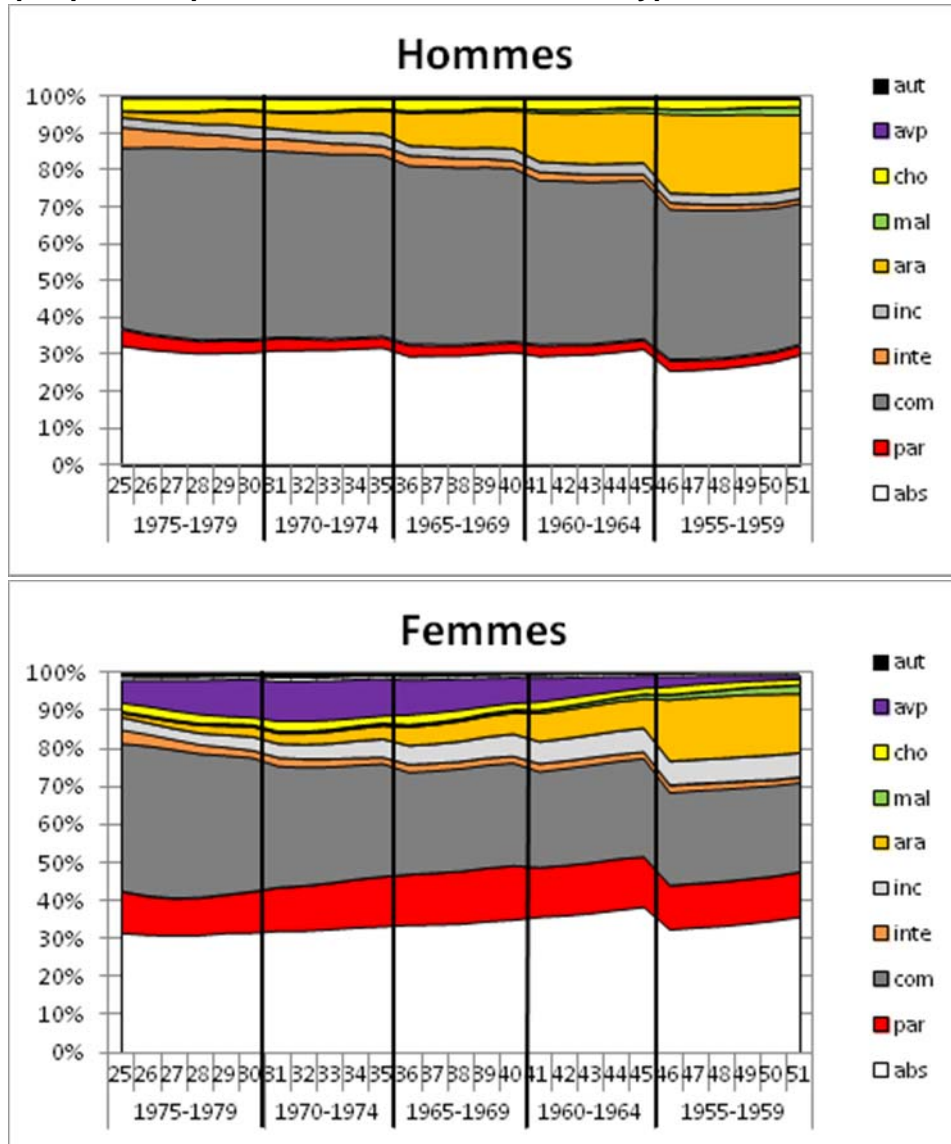 Hommes
100%
90%
80%
70%
60%
50%
40%
30%
20%
10%
0%
25 26 27 28 29 30 31 32 33 34 35 36 37 38 39 40 41 42 43 44 45 46 47 48 49 50 51
1975-1979 1970-1974 1965-1969 1960-1964 1955-1959
aut
avp
cho
mal
ara
inc
inte
com
par
abs
Femmes
100%
90%
80%
70%
60%
50%
40%
30%
20%
10%
0%
25 26 27 28 29 30 31 32 33 34 35 36 37 38 39 40 41 42 43 44 45 46 47 48 49 50 51
1975-1979 1970-1974 1965-1969 1960-1964 1955-1959
aut
avp
cho
mal
ara
inc
inte
com
par
abs